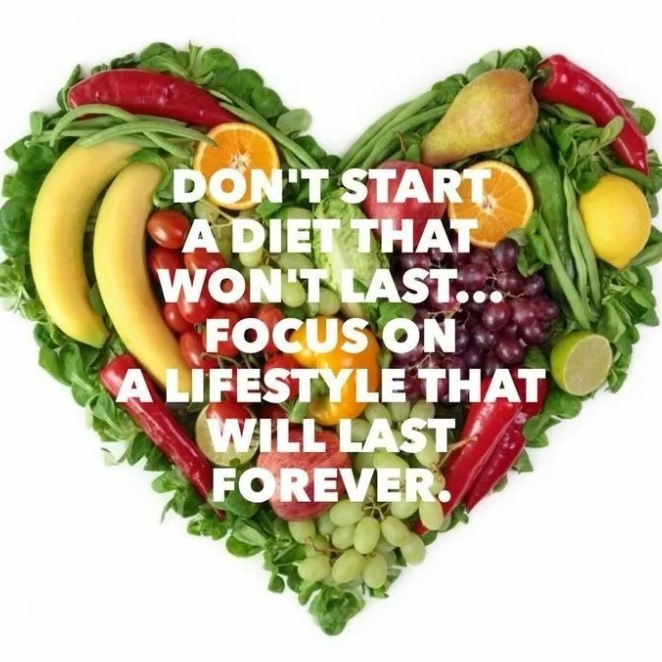 DON'T START
A DIET THAT
WON'T LAST...
FOCUS ON
A LIFESTYLE THAT
WILL LAST
FOREVER.